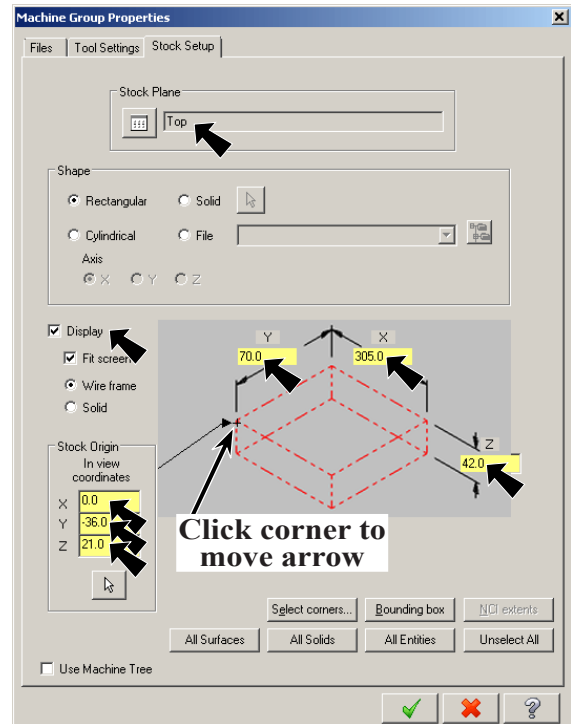 Machine Group Properties
Files Tool Settings Stock Setup
Stock Plane
Top
Shape
Rectangular Solid
Cylindrical File
Axis
X Y Z
Display
Fit screen
Wire frame
Solid
Y X
70.0 305.0
Z
42.0
Stock Origin
In view
coordinates
X 0.0
Y -36.0
Z 21.0
Click corner to
move arrow
Select corners... Bounding box NCI extents
All Surfaces All Solids All Entities Unselect All
Use Machine Tree